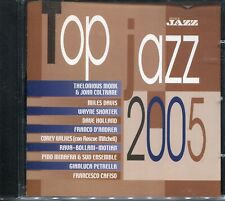 JAZZ
Top
jazz
2005
THELONIOUS MONK
& JOHN COLTRANE
MILES DAVIS
WAYNE SHORTER
DAVE HOLLAND
FRANCO D'ANDREA
COREY WILKES (con Roscoe Mitchell)
RAVA-BOLLANI-MOTIAN
PINO MINAFRA & SUD ENSEMBLE
GIANLUCA PETRELLA
FRANCESCO CAFISO